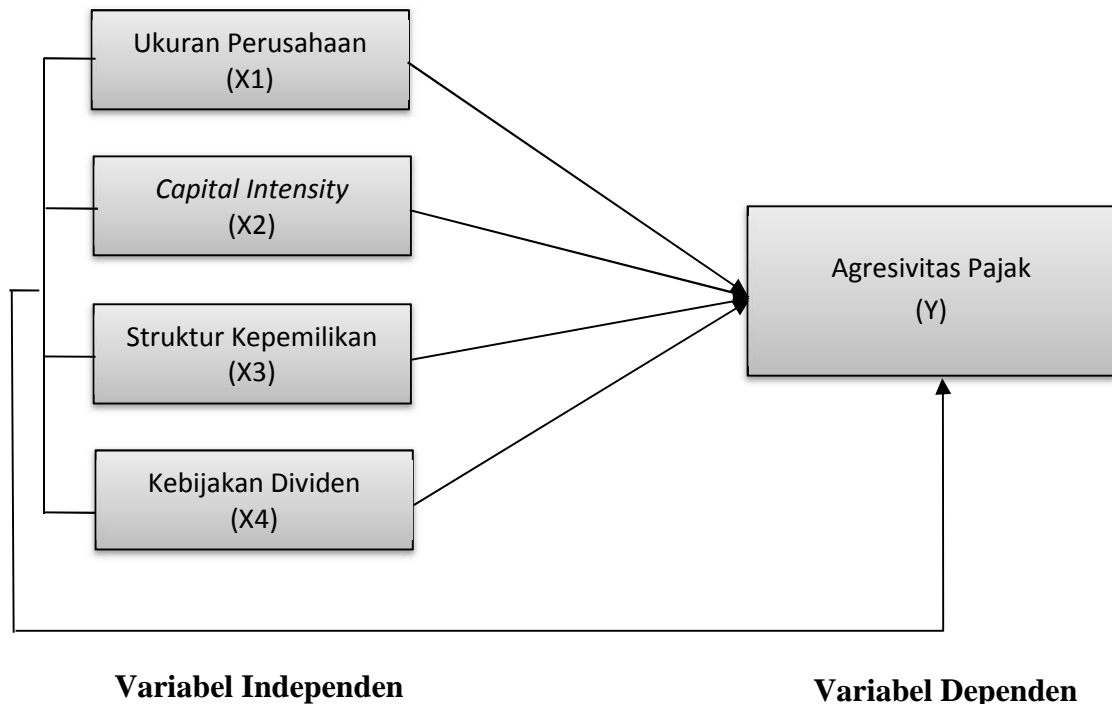 Ukuran Perusahaan
(X1)
Capital Intensity
(X2)
Struktur Kepemilikan
(X3)
Kebijakan Dividen
(X4)
Agresivitas Pajak
(Y)
Variabel Independen
Variabel Dependen